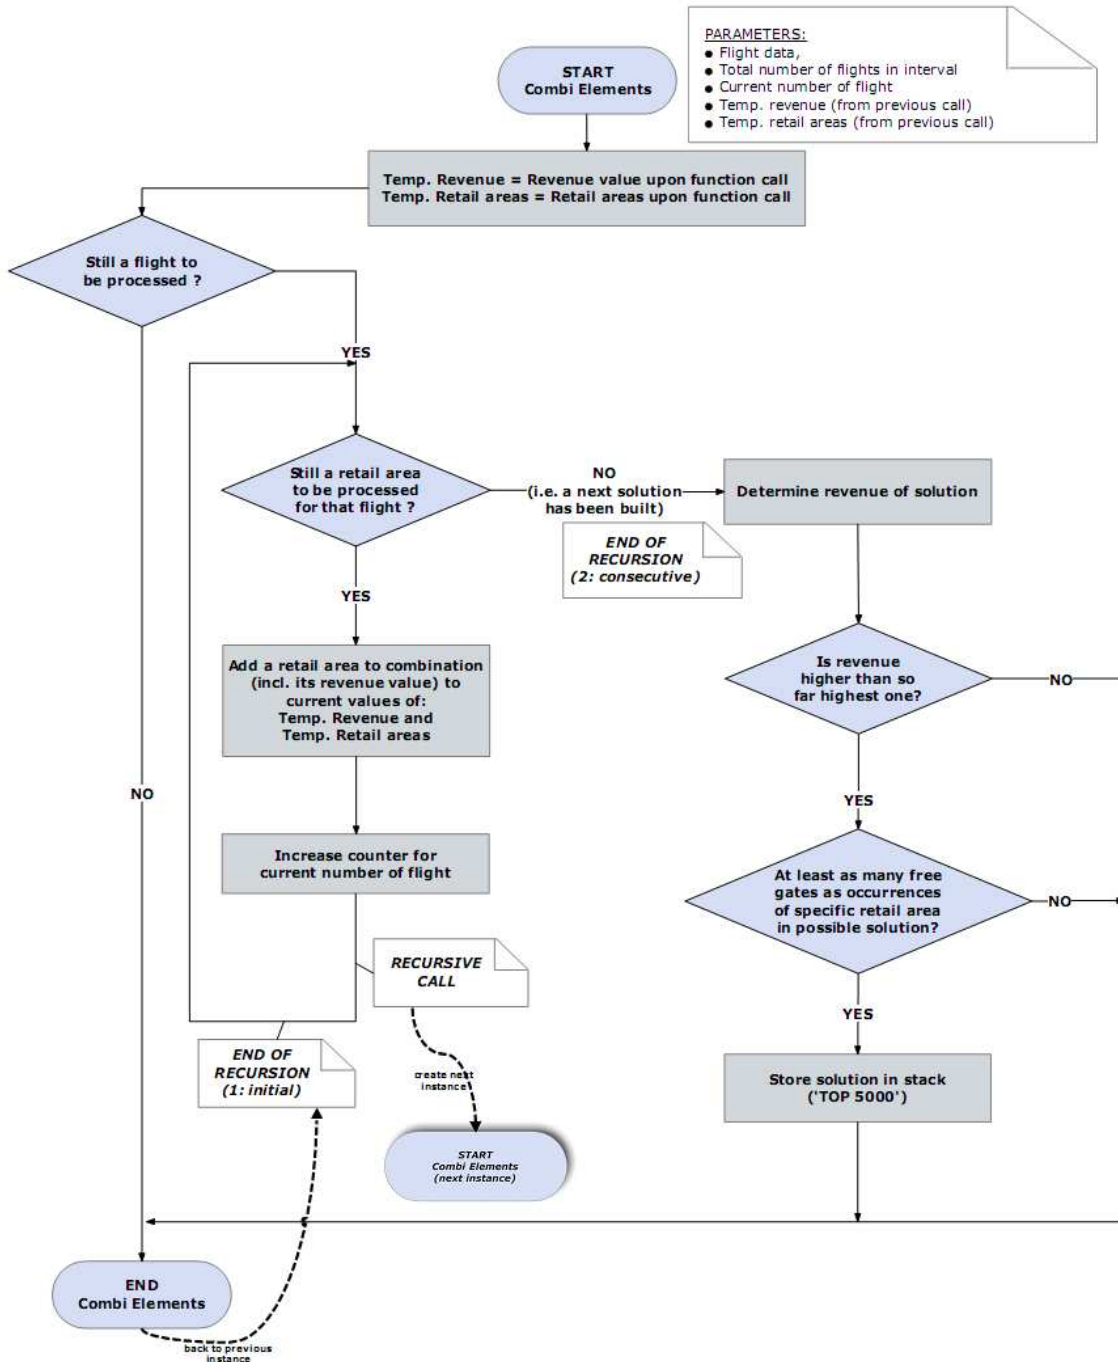 PARAMETERS:
● Flight data,
● Total number of flights in interval
● Current number of flight
● Temp. revenue (from previous call)
● Temp. retail areas (from previous call)
START
Combi Elements
Temp. Revenue = Revenue value upon function call
Temp. Retail areas = Retail areas upon function call
Still a flight to
be processed ?
YES
Still a retail area
to be processed
for that flight ?
NO
(i.e. a next solution
has been built)
Determine revenue of solution
END OF
RECURSION
(2: consecutive)
YES
Add a retail area to combination
(incl. its revenue value) to
current values of:
Temp. Revenue and
Temp. Retail areas
Is revenue
higher than so
far highest one?
NO
NO
YES
Increase counter for
current number of flight
At least as many free
gates as occurrences
of specific retail area
in possible solution?
NO
RECURSIVE
CALL
YES
END OF
RECURSION
(1: initial)
create next
instance
Store solution in stack
('TOP 5000')
START
Combi Elements
(next instance)
END
Combi Elements
back to previous
instance